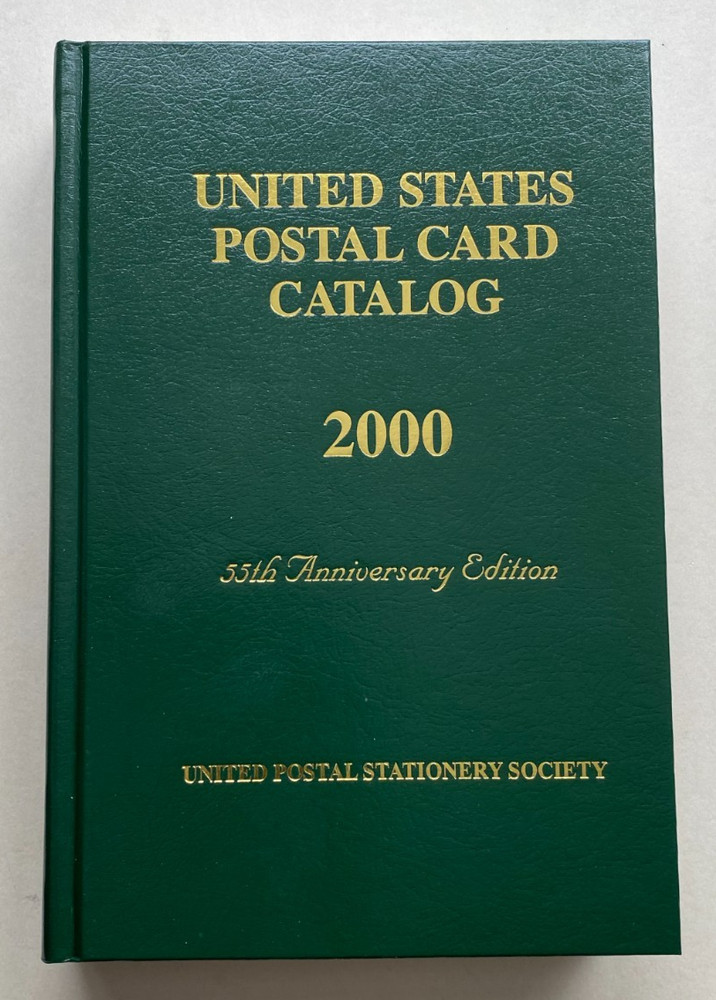 UNITED STATES
POSTAL CARD
CATALOG
2000
55th Anniversary Edition
UNITED POSTAL STATIONERY SOCIETY